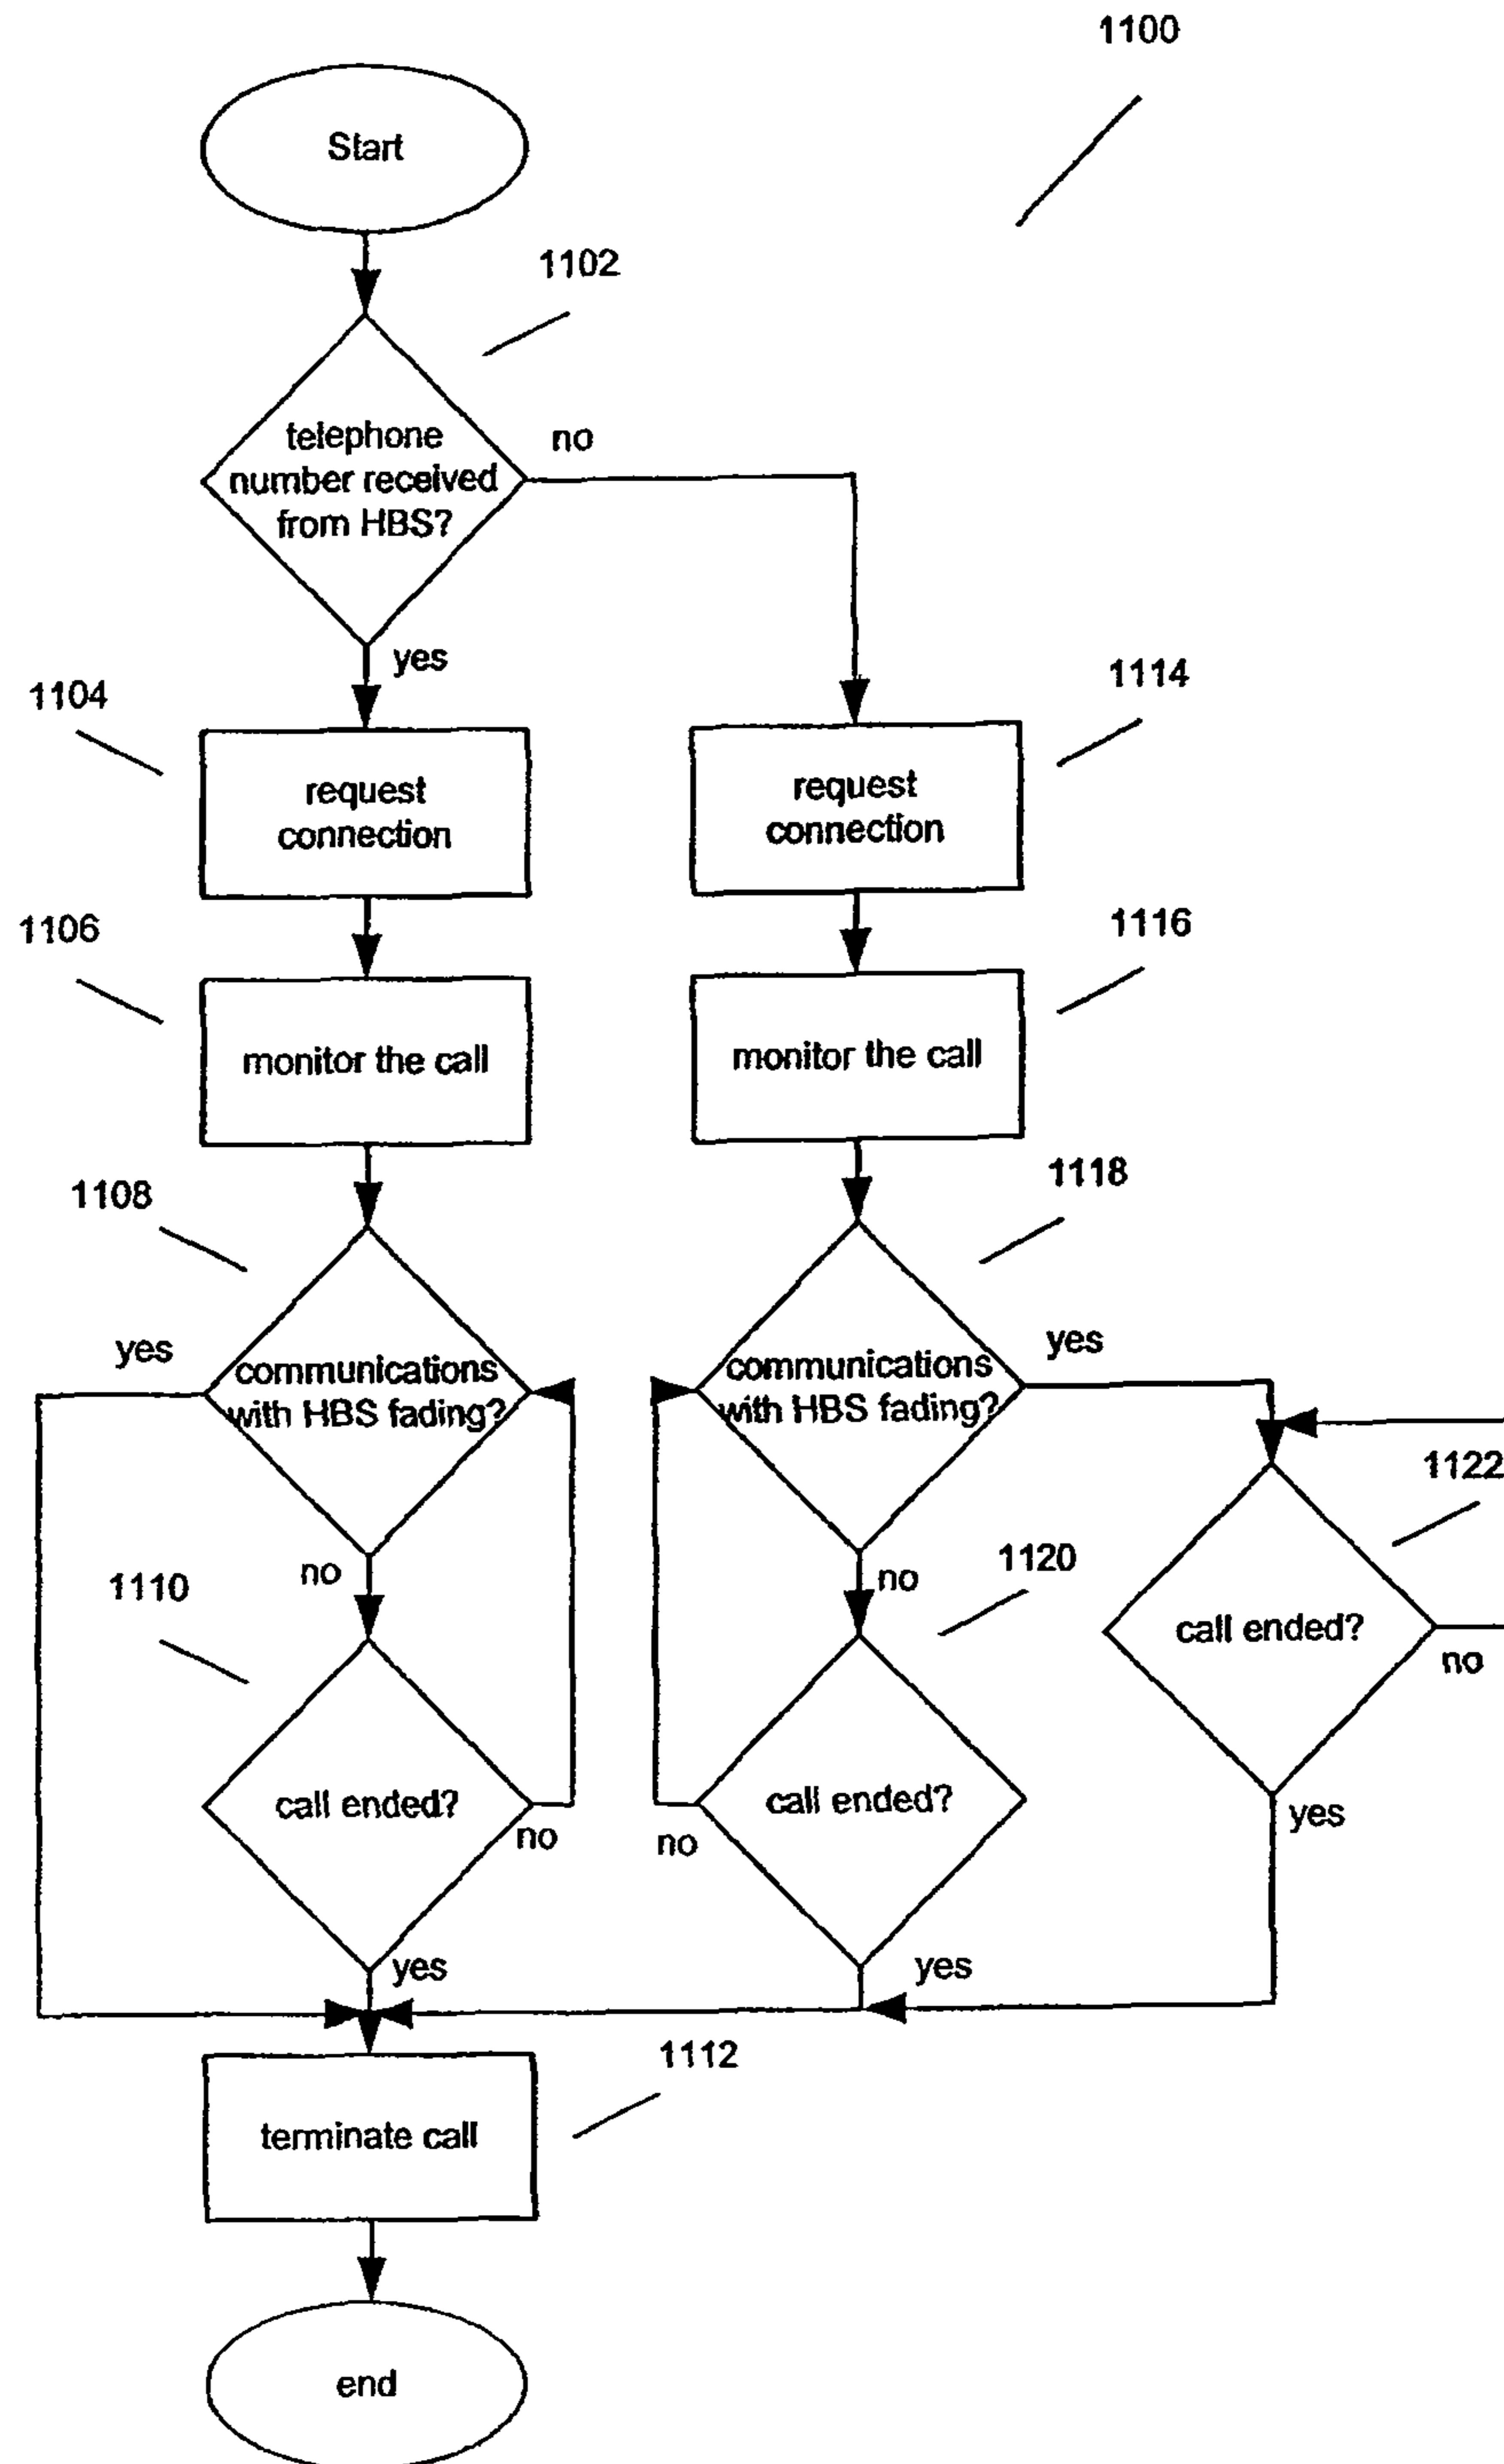 1100
Start
1102
telephone
number received
from HBS?
no
yes
1104
request
connection
1114
request
connection
1106
monitor the call
1116
monitor the call
1108
yes
communications
with HBS fading?
no
1118
communications
with HBS fading?
yes
no
1122
call ended?
no
yes
1110
call ended?
no
yes
1120
call ended?
no
yes
1112
terminate call
end